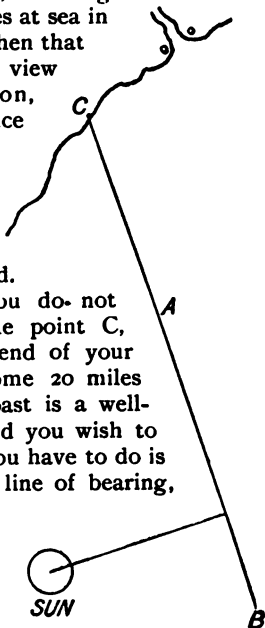 es at sea in
hen that
view
on,
C
ce
d.
ou do not
A
e point C,
end of your
ome 20 miles
oast is a well-
d you wish to
ou have to do is
line of bearing,
SUN
B